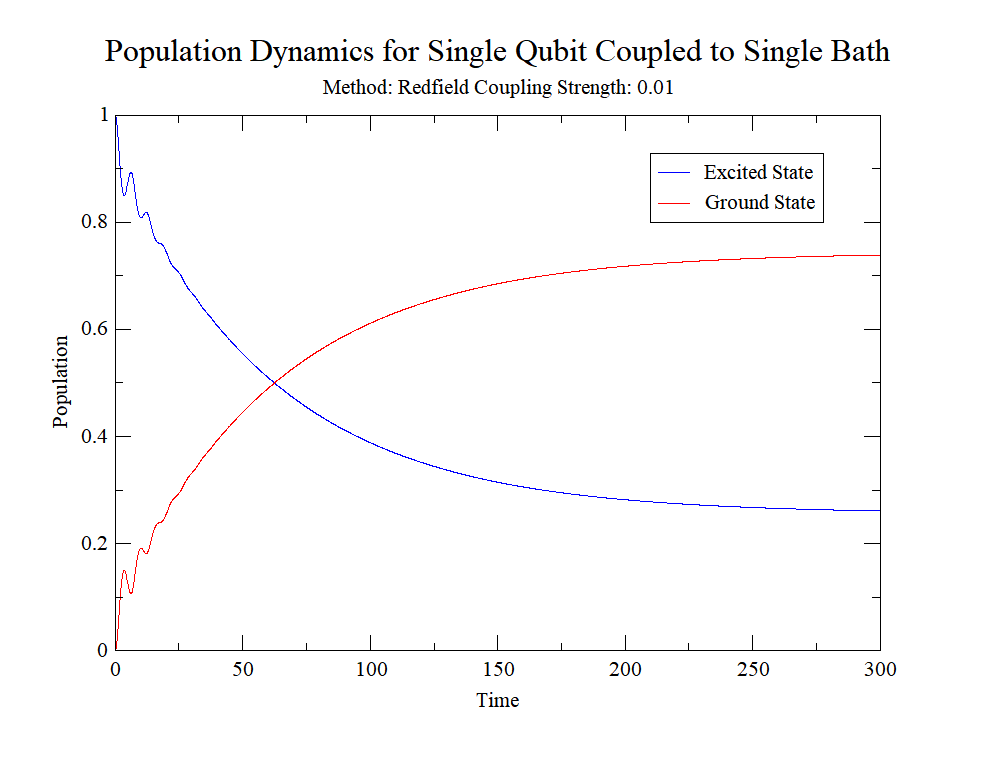 Population Dynamics for Single Qubit Coupled to Single Bath
Method: Redfield Coupling Strength: 0.01
1
0.8
0.6
0.4
0.2
0
Population
Excited State
Ground State
0 50 100 150 200 250 300
Time